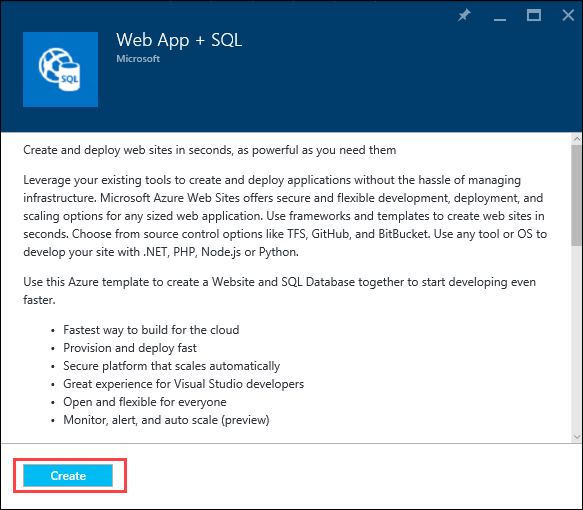 Web App + SQL
Microsoft
SQL
Create and deploy web sites in seconds, as powerful as you need them
Leverage your existing tools to create and deploy applications without the hassle of managing
infrastructure. Microsoft Azure Web Sites offers secure and flexible development, deployment, and
scaling options for any sized web application. Use frameworks and templates to create web sites in
seconds. Choose from source control options like TFS, GitHub, and BitBucket. Use any tool or OS to
develop your site with .NET, PHP, Node.js or Python.
Use this Azure template to create a Website and SQL Database together to start developing even
faster.
• Fastest way to build for the cloud
• Provision and deploy fast
• Secure platform that scales automatically
• Great experience for Visual Studio developers
• Open and flexible for everyone
• Monitor, alert, and auto scale (preview)
Create